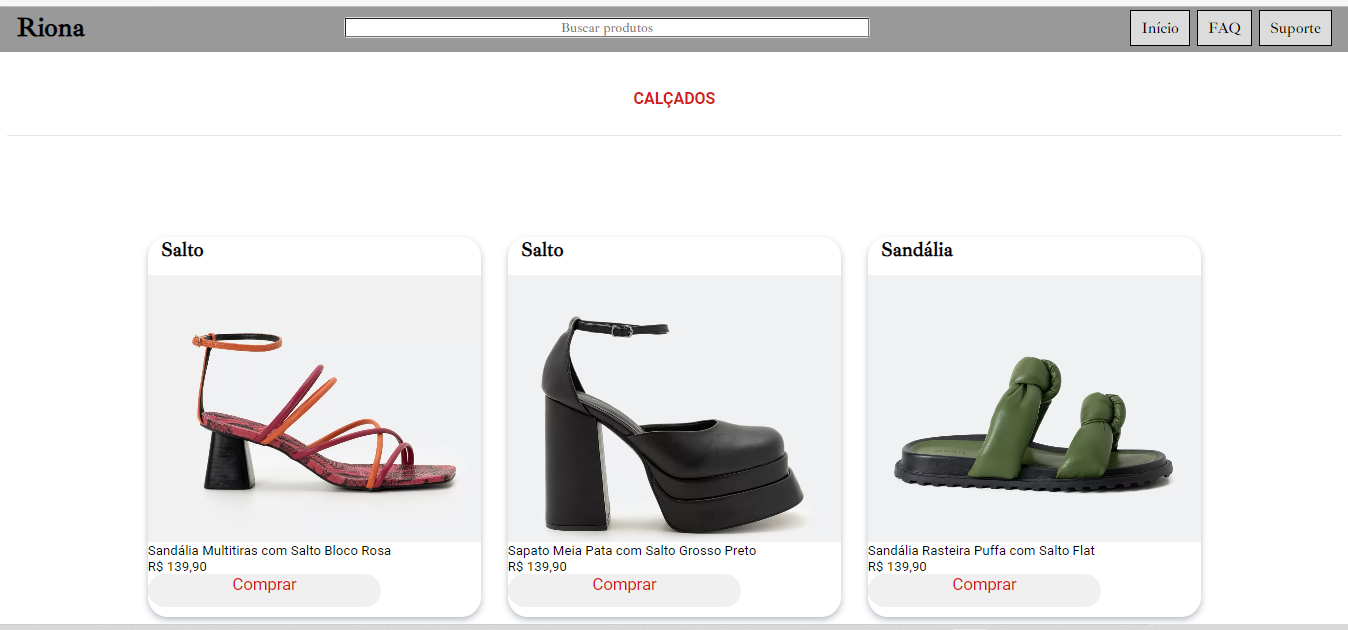 Riona
Buscar produtos
Início
FAQ
Suporte
CALÇADOS
Salto
Salto
Sandália
Sandália Multitiras com Salto Bloco Rosa
R$ 139,90
Comprar
Sapato Meia Pata com Salto Grosso Preto
R$ 139,90
Comprar
Sandália Rasteira Puffa com Salto Flat
R$ 139,90
Comprar